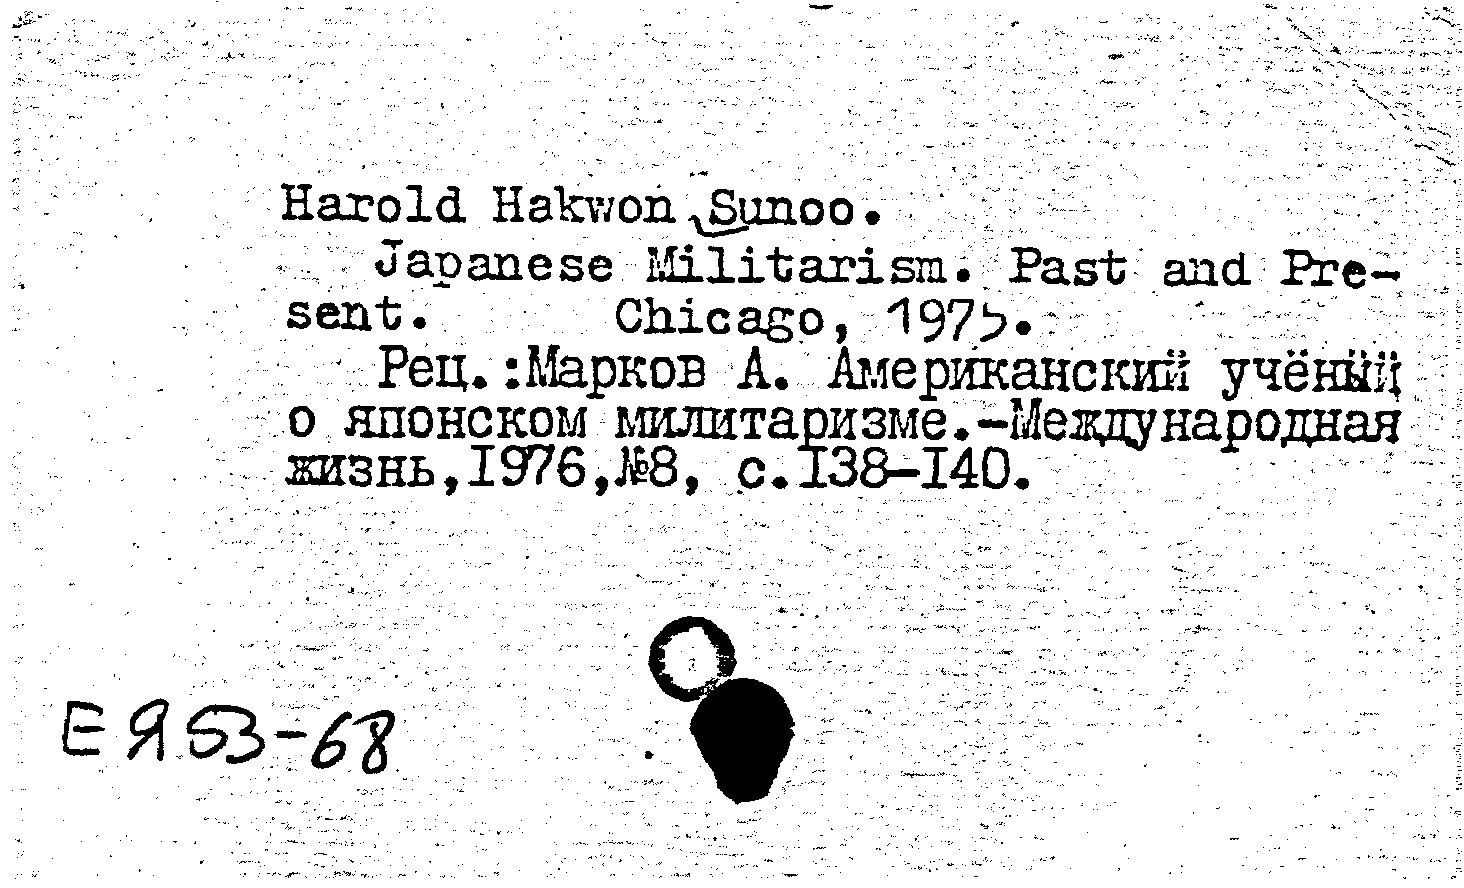 Harold Hakwon Sunoo.
Japanese Militarism. Past and Pre-
sent. Chicago, 1975.
Рец.:Марков А. Американский учёный
о японском милитаризме.-Международная
жизнь,1976,№8, с.138-140.
Е Я 53-68